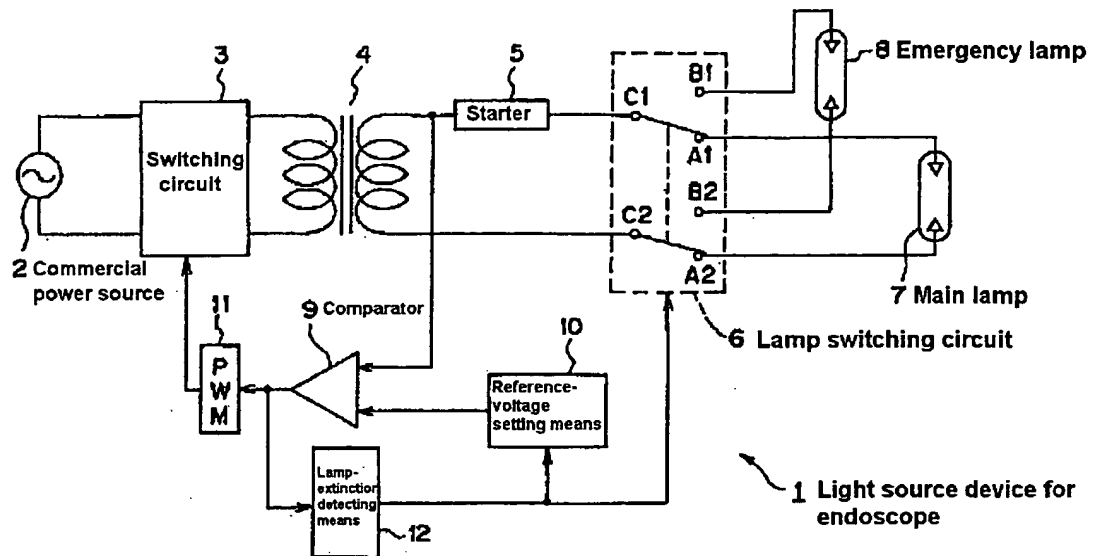 3
4
5
B1
8 Emergency lamp
C1
Starter
A1
Switching
circuit
B2
C2
2 Commercial
power source
A2
7 Main lamp
11
9 Comparator
10
6 Lamp switching circuit
P
W
M
Reference-
voltage
setting means
Lamp-
extinction
detecting
means
12
1 Light source device for
endoscope